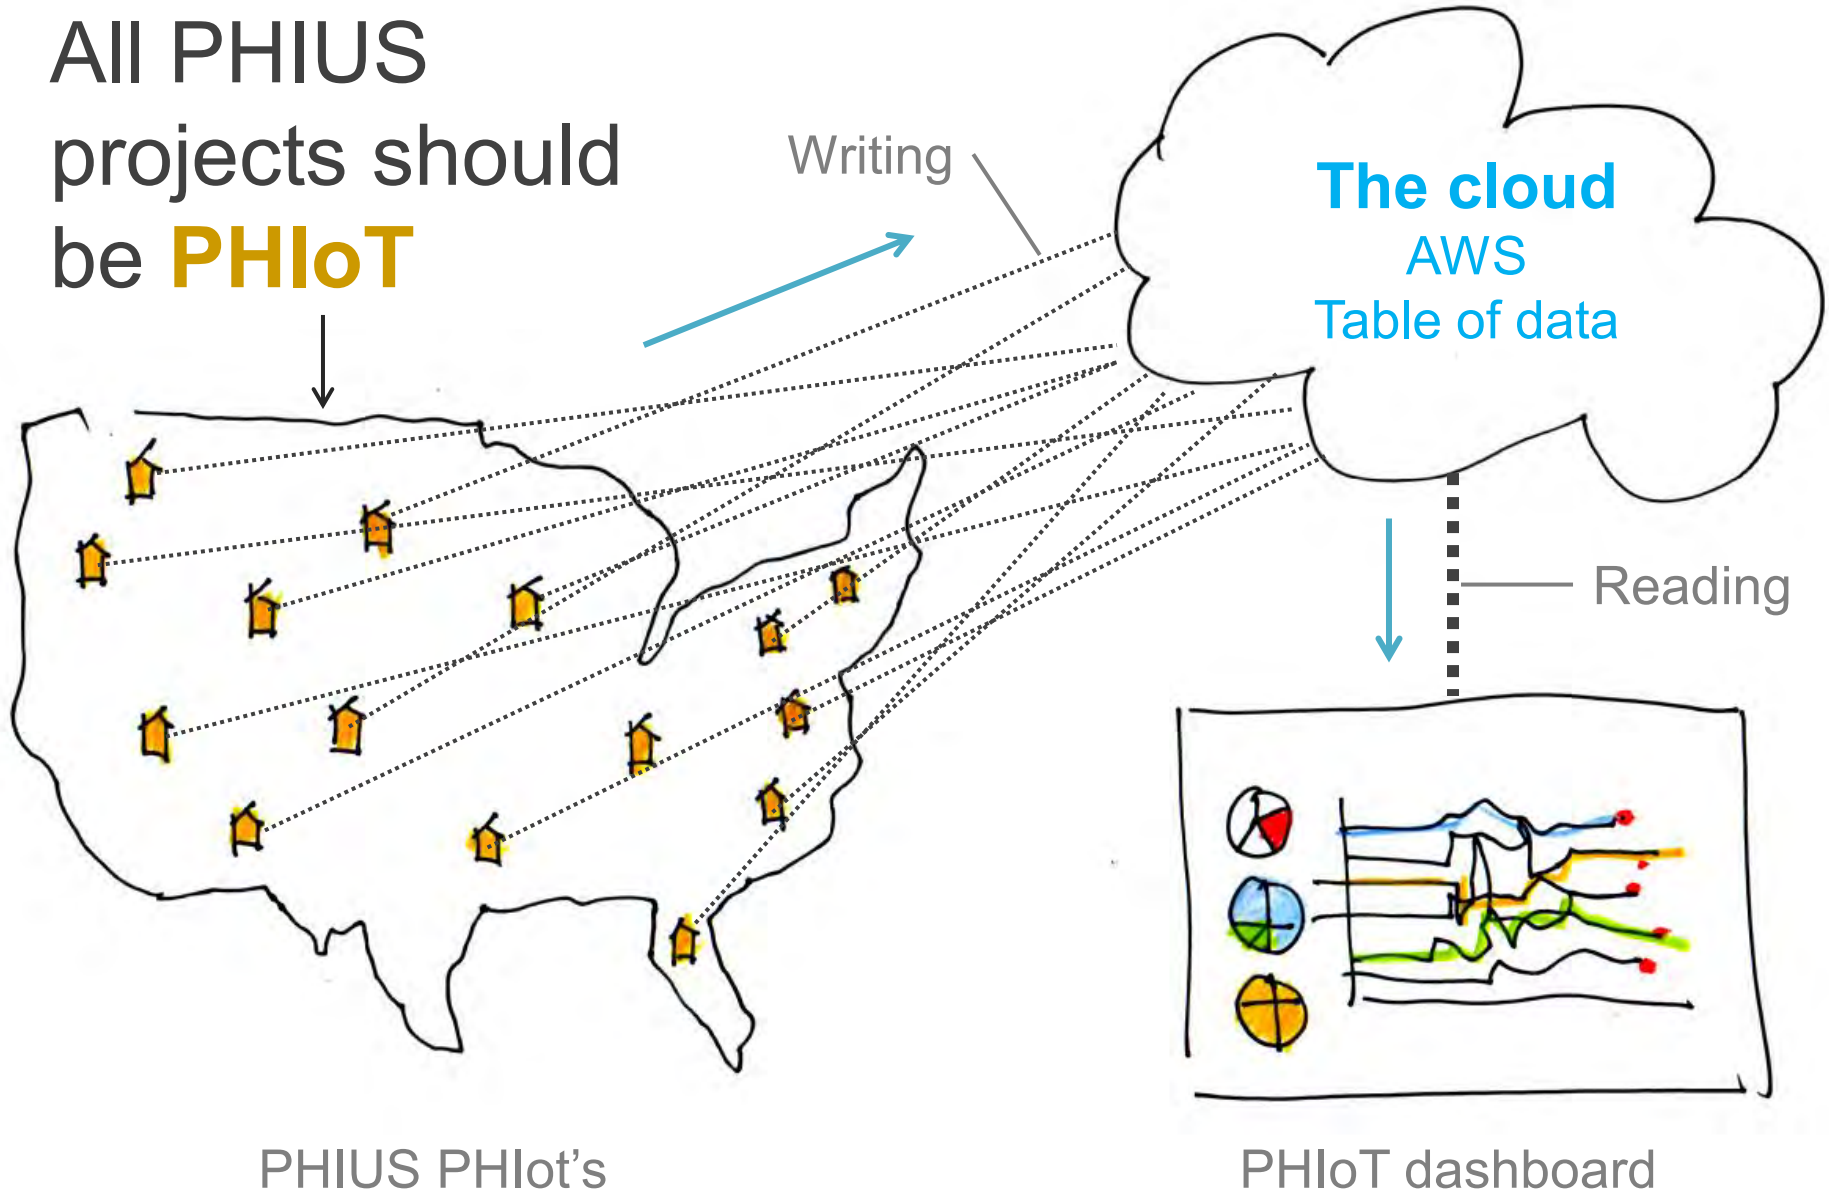 All PHIUS
projects should
be PHIoT
Writing
The cloud
AWS
Table of data
Reading
PHIUS PHIot's
PHIoT dashboard